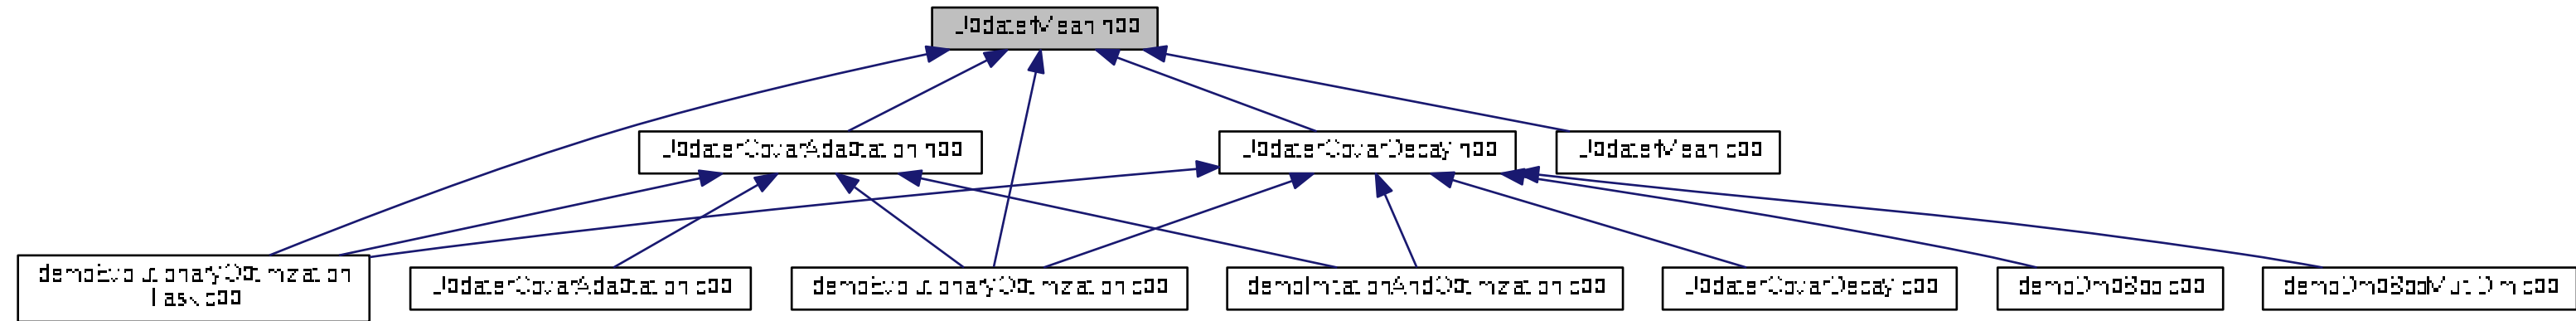 UpdaterMean.hpp
UpdaterCovarAdaptation.hpp
UpdaterCovarDecay.hpp
UpdaterMean.cpp
demoEvolutionaryOptimization
Task.cpp
UpdaterCovarAdaptation.cpp
demoEvolutionaryOptimization.cpp
demoImitationAndOptimization.cpp
UpdaterCovarDecay.cpp
demoDmpBbo.cpp
demoDmpBboMultiDim.cpp